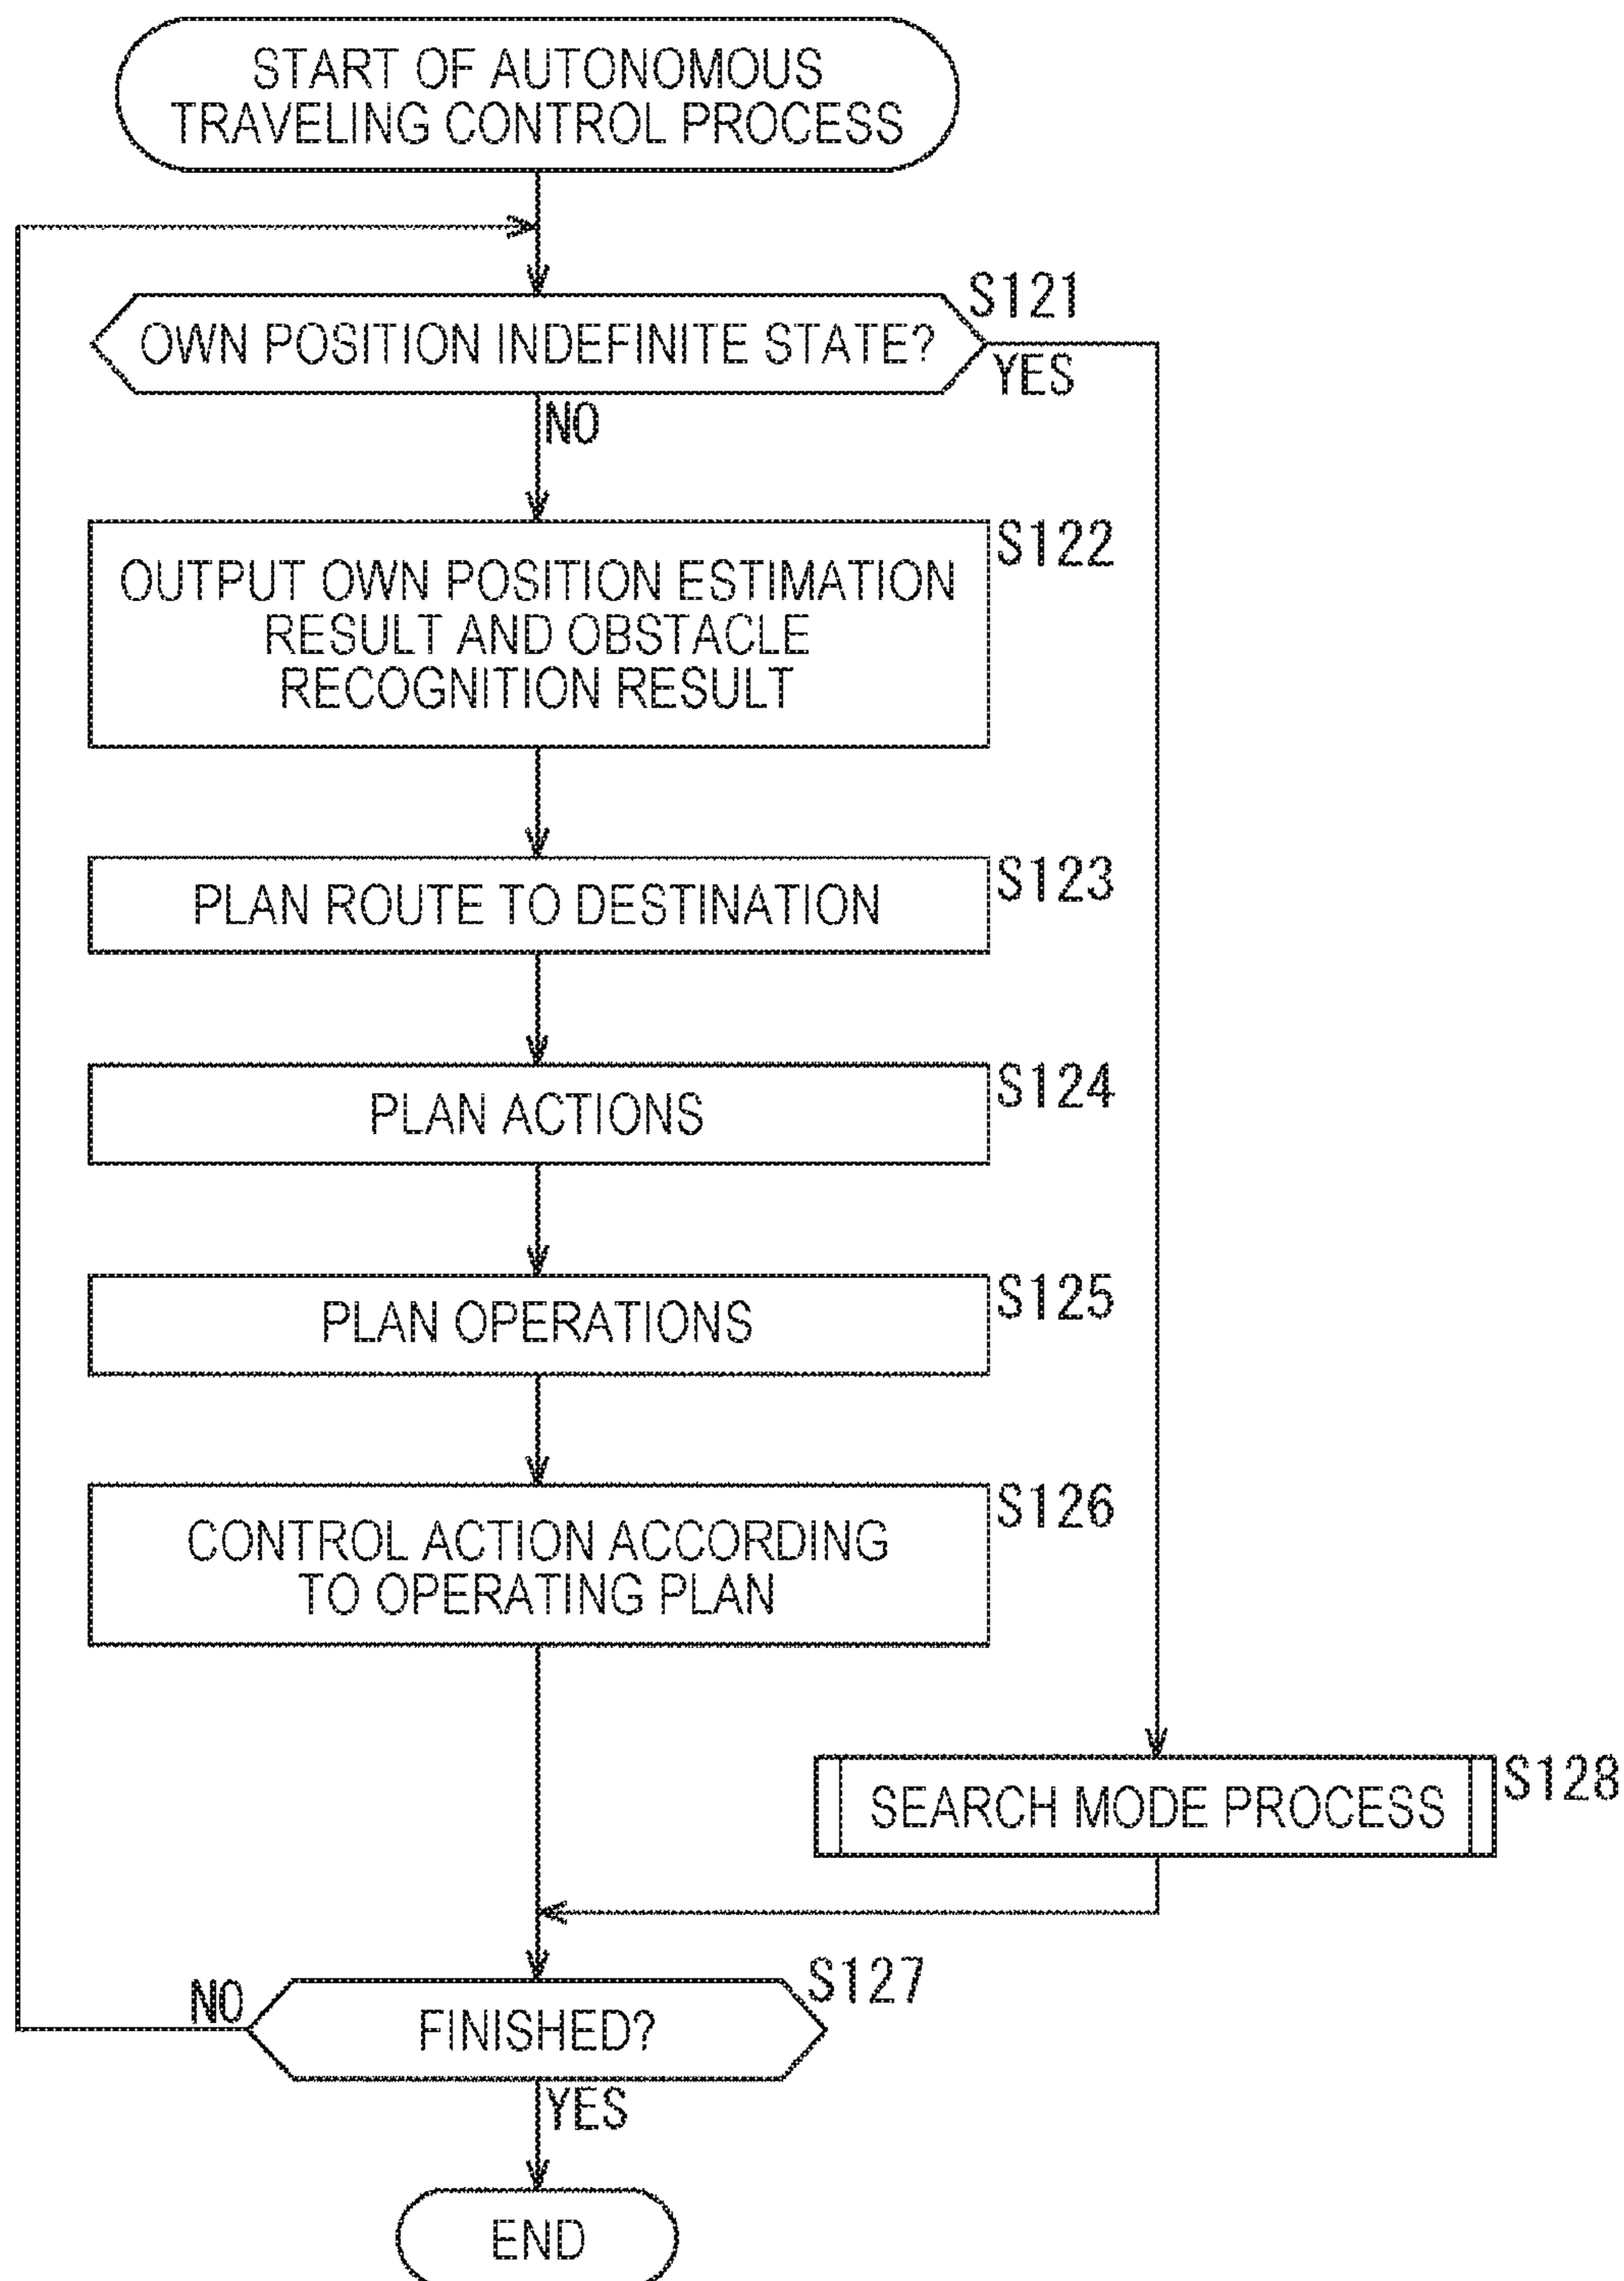 START OF AUTONOMOUS
TRAVELING CONTROL PROCESS
S121
OWN POSITION INDEFINITE STATE?
YES
NO
S122
OUTPUT OWN POSITION ESTIMATION
RESULT AND OBSTACLE
RECOGNITION RESULT
S123
PLAN ROUTE TO DESTINATION
S124
PLAN ACTIONS
S125
PLAN OPERATIONS
S126
CONTROL ACTION ACCORDING
TO OPERATING PLAN
S128
SEARCH MODE PROCESS
S127
NO
FINISHED?
YES
END